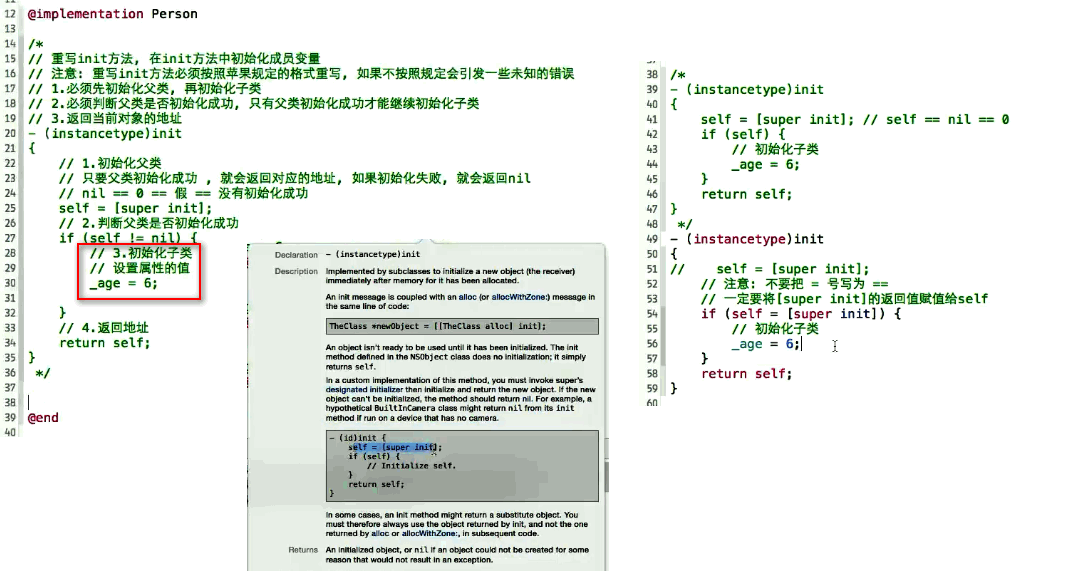 12 @implementation Person
13
14 /*
15 // 重写init方法, 在init方法中初始化成员变量
16 // 注意: 重写init方法必须按照苹果规定的格式重写, 如果不按照规定会引发一些未知的错误
17 // 1.必须先初始化父类, 再初始化子类
18 // 2.必须判断父类是否初始化成功, 只有父类初始化成功才能继续初始化子类
19 // 3.返回当前对象的地址
20 - (instancetype)init
21 {
22 // 1.初始化父类
23 // 只要父类初始化成功 , 就会返回对应的地址, 如果初始化失败, 就会返回nil
24 // nil == 0 == 假 == 没有初始化成功
25 self = [super init];
26 // 2.判断父类是否初始化成功
27 if (self != nil) {
28 // 3.初始化子类
29 // 设置属性的值
30 _age = 6;
31
32 }
33 // 4.返回地址
34 return self;
35 }
36 */
37
38
39 @end
40
Declaration - (instancetype)init
Description Implemented by subclasses to initialize a new object (the receiver)
immediately after memory for it has been allocated.
An init message is coupled with an alloc (or allocWithZone:) message in
the same line of code:
TheClass *newObject = [[TheClass alloc] init];
An object isn't ready to be used until it has been initialized. The init
method defined in the NSObject class does no initialization; it simply
returns self.
In a custom implementation of this method, you must invoke super's
designated initializer then initialize and return the new object. If the new
object can't be initialized, the method should return nil. For example, a
hypothetical BuiltInCamera class might return nil from its init
method if run on a device that has no camera.
- (id)init {
self = [super init];
if (self) {
// Initialize self.
}
return self;
}
In some cases, an init method might return a substitute object. You
must therefore always use the object returned by init, and not the one
returned by alloc or allocWithZone:, in subsequent code.
Returns An initialized object, or nil if an object could not be created for some
reason that would not result in an exception.
38 /*
39 - (instancetype)init
40 {
41 self = [super init]; // self == nil == 0
42 if (self) {
43 // 初始化子类
44 _age = 6;
45 }
46 return self;
47 }
48 */
49 - (instancetype)init
50 {
51 // self = [super init];
52 // 注意: 不要把 = 号写为 ==
53 // 一定要将[super init]的返回值赋值给self
54 if (self = [super init]) {
55 // 初始化子类
56 _age = 6;
57 }
58 return self;
59 }
60